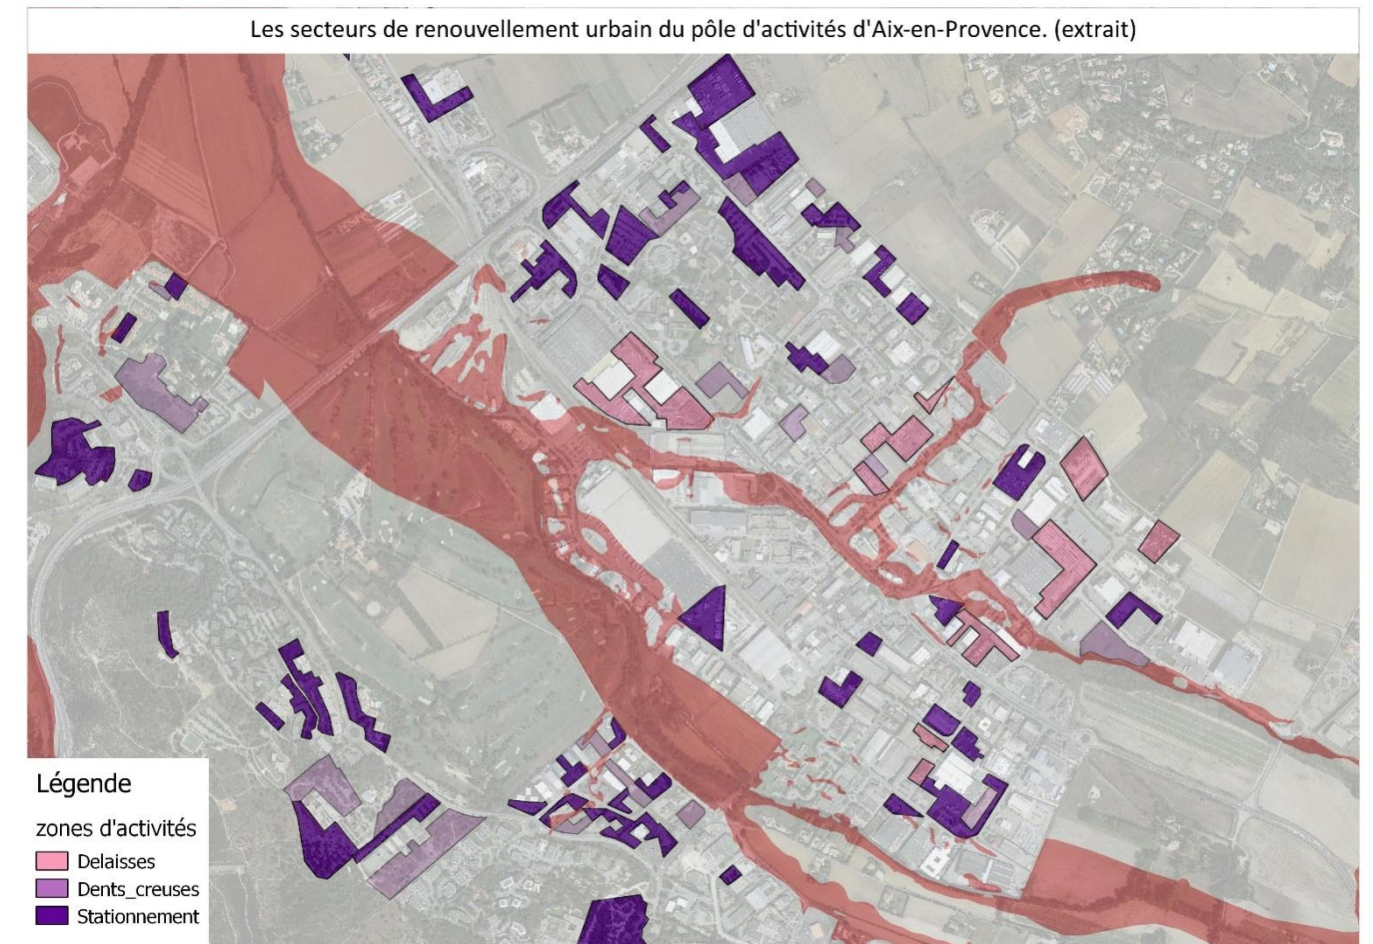 Les secteurs de renouvellement urbain du pôle d'activités d'Aix-en-Provence. (extrait)
Légende
zones d'activités
Delaisses
Dents_creuses
Stationnement